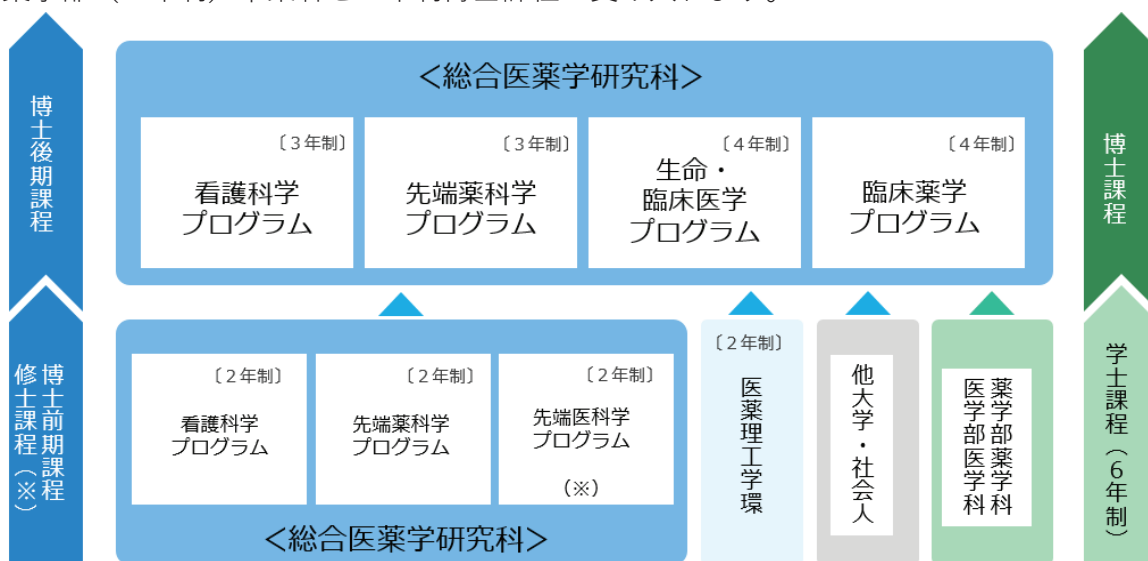 博士後期課程
＜総合医薬学研究科＞
〔３年制〕
看護科学
プログラム
〔３年制〕
先端薬科学
プログラム
〔４年制〕
生命・
臨床医学
プログラム
〔４年制〕
臨床薬学
プログラム
博士課程
博士前期課程
修士課程（※）
〔２年制〕
看護科学
プログラム
〔２年制〕
先端薬科学
プログラム
〔２年制〕
先端医科学
プログラム
（※）
＜総合医薬学研究科＞
〔２年制〕
医薬理工学環
他大学・社会人
薬学部薬学科
医学部医学科
学士課程（６年制）